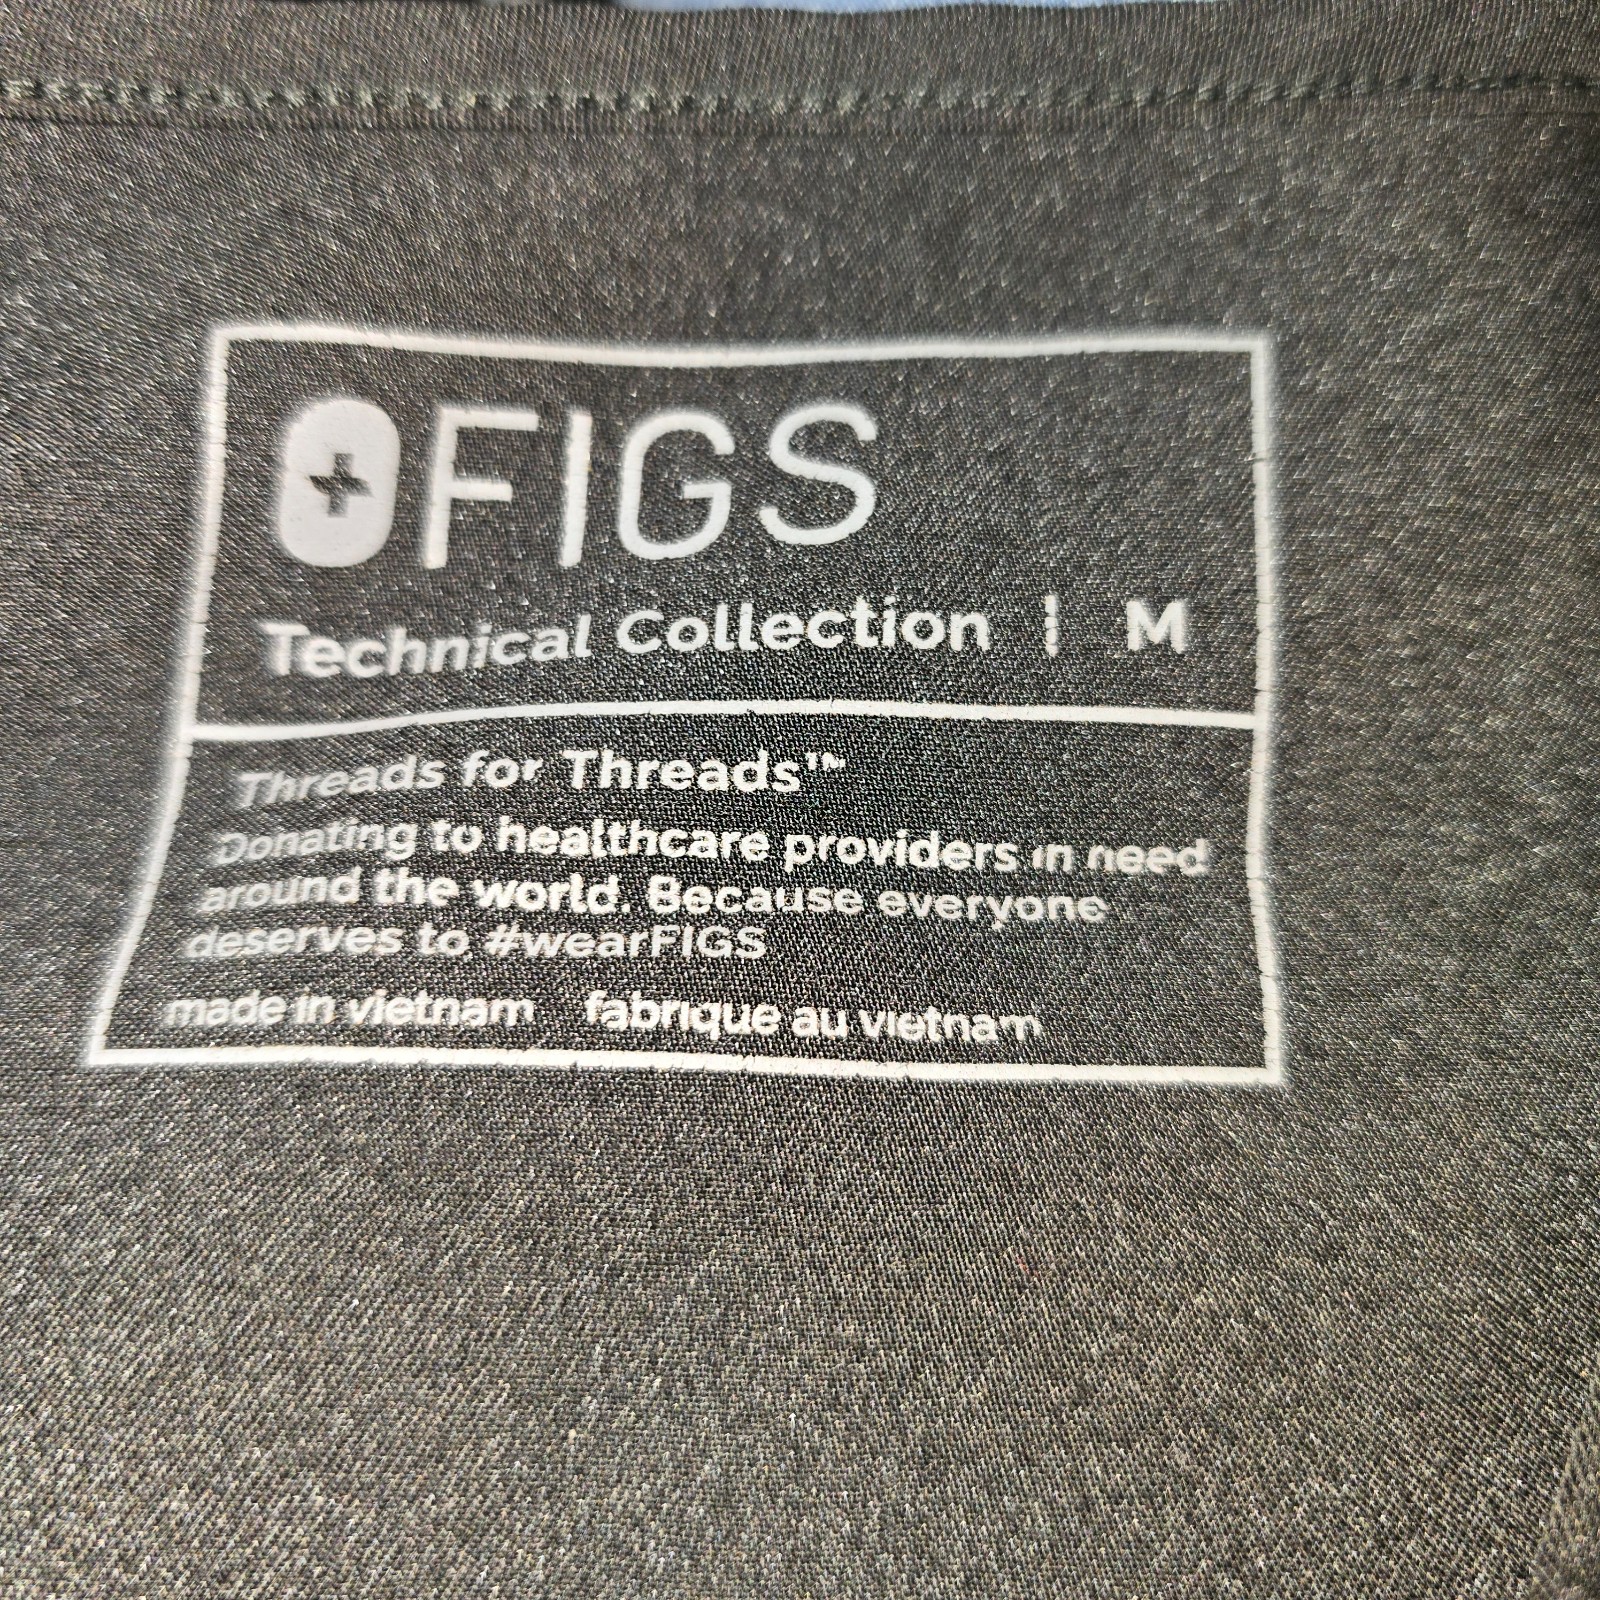 FIGS
Technical Collection | M
Threads for Threads™
Donating to healthcare providers in need
around the world. Because everyone
deserves to #wearFIGS
made in vietnam fabrique au vietnam